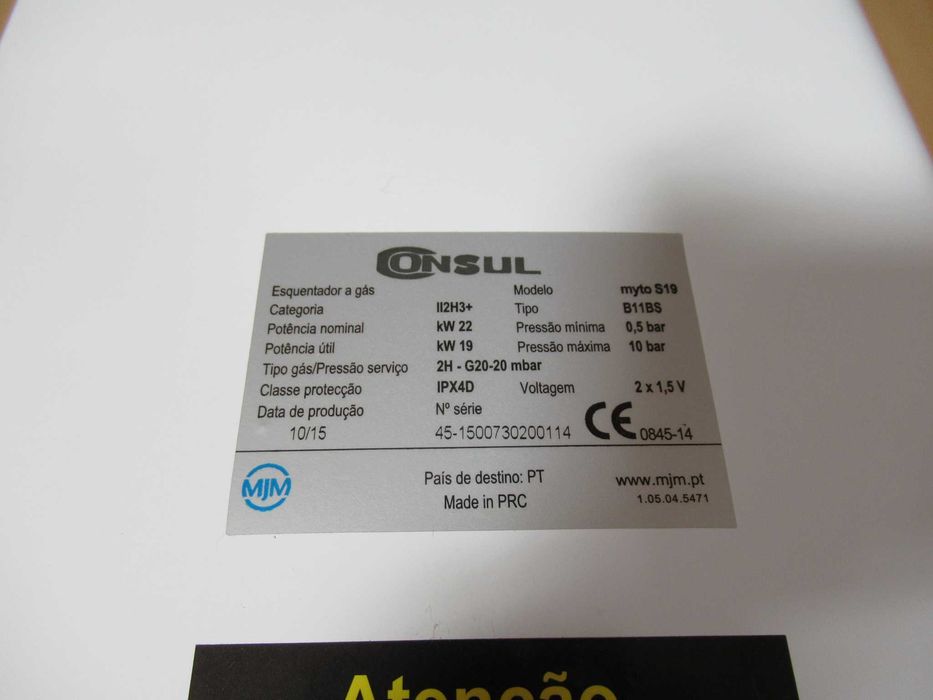 CONSUL
Esquentador a gás Modelo myto S19
Categoria II2H3+ Tipo B11BS
Potência nominal kW 22 Pressão mínima 0,5 bar
Potência útil kW 19 Pressão máxima 10 bar
Tipo gás/Pressão serviço 2H - G20-20 mbar
Classe protecção IPX4D Voltagem 2 x 1,5 V
Data de produção Nº série
10/15 45-1500730200114 CE 0845-14
MJM País de destino: PT www.mjm.pt
Made in PRC 1.05.04.5471
Atenção